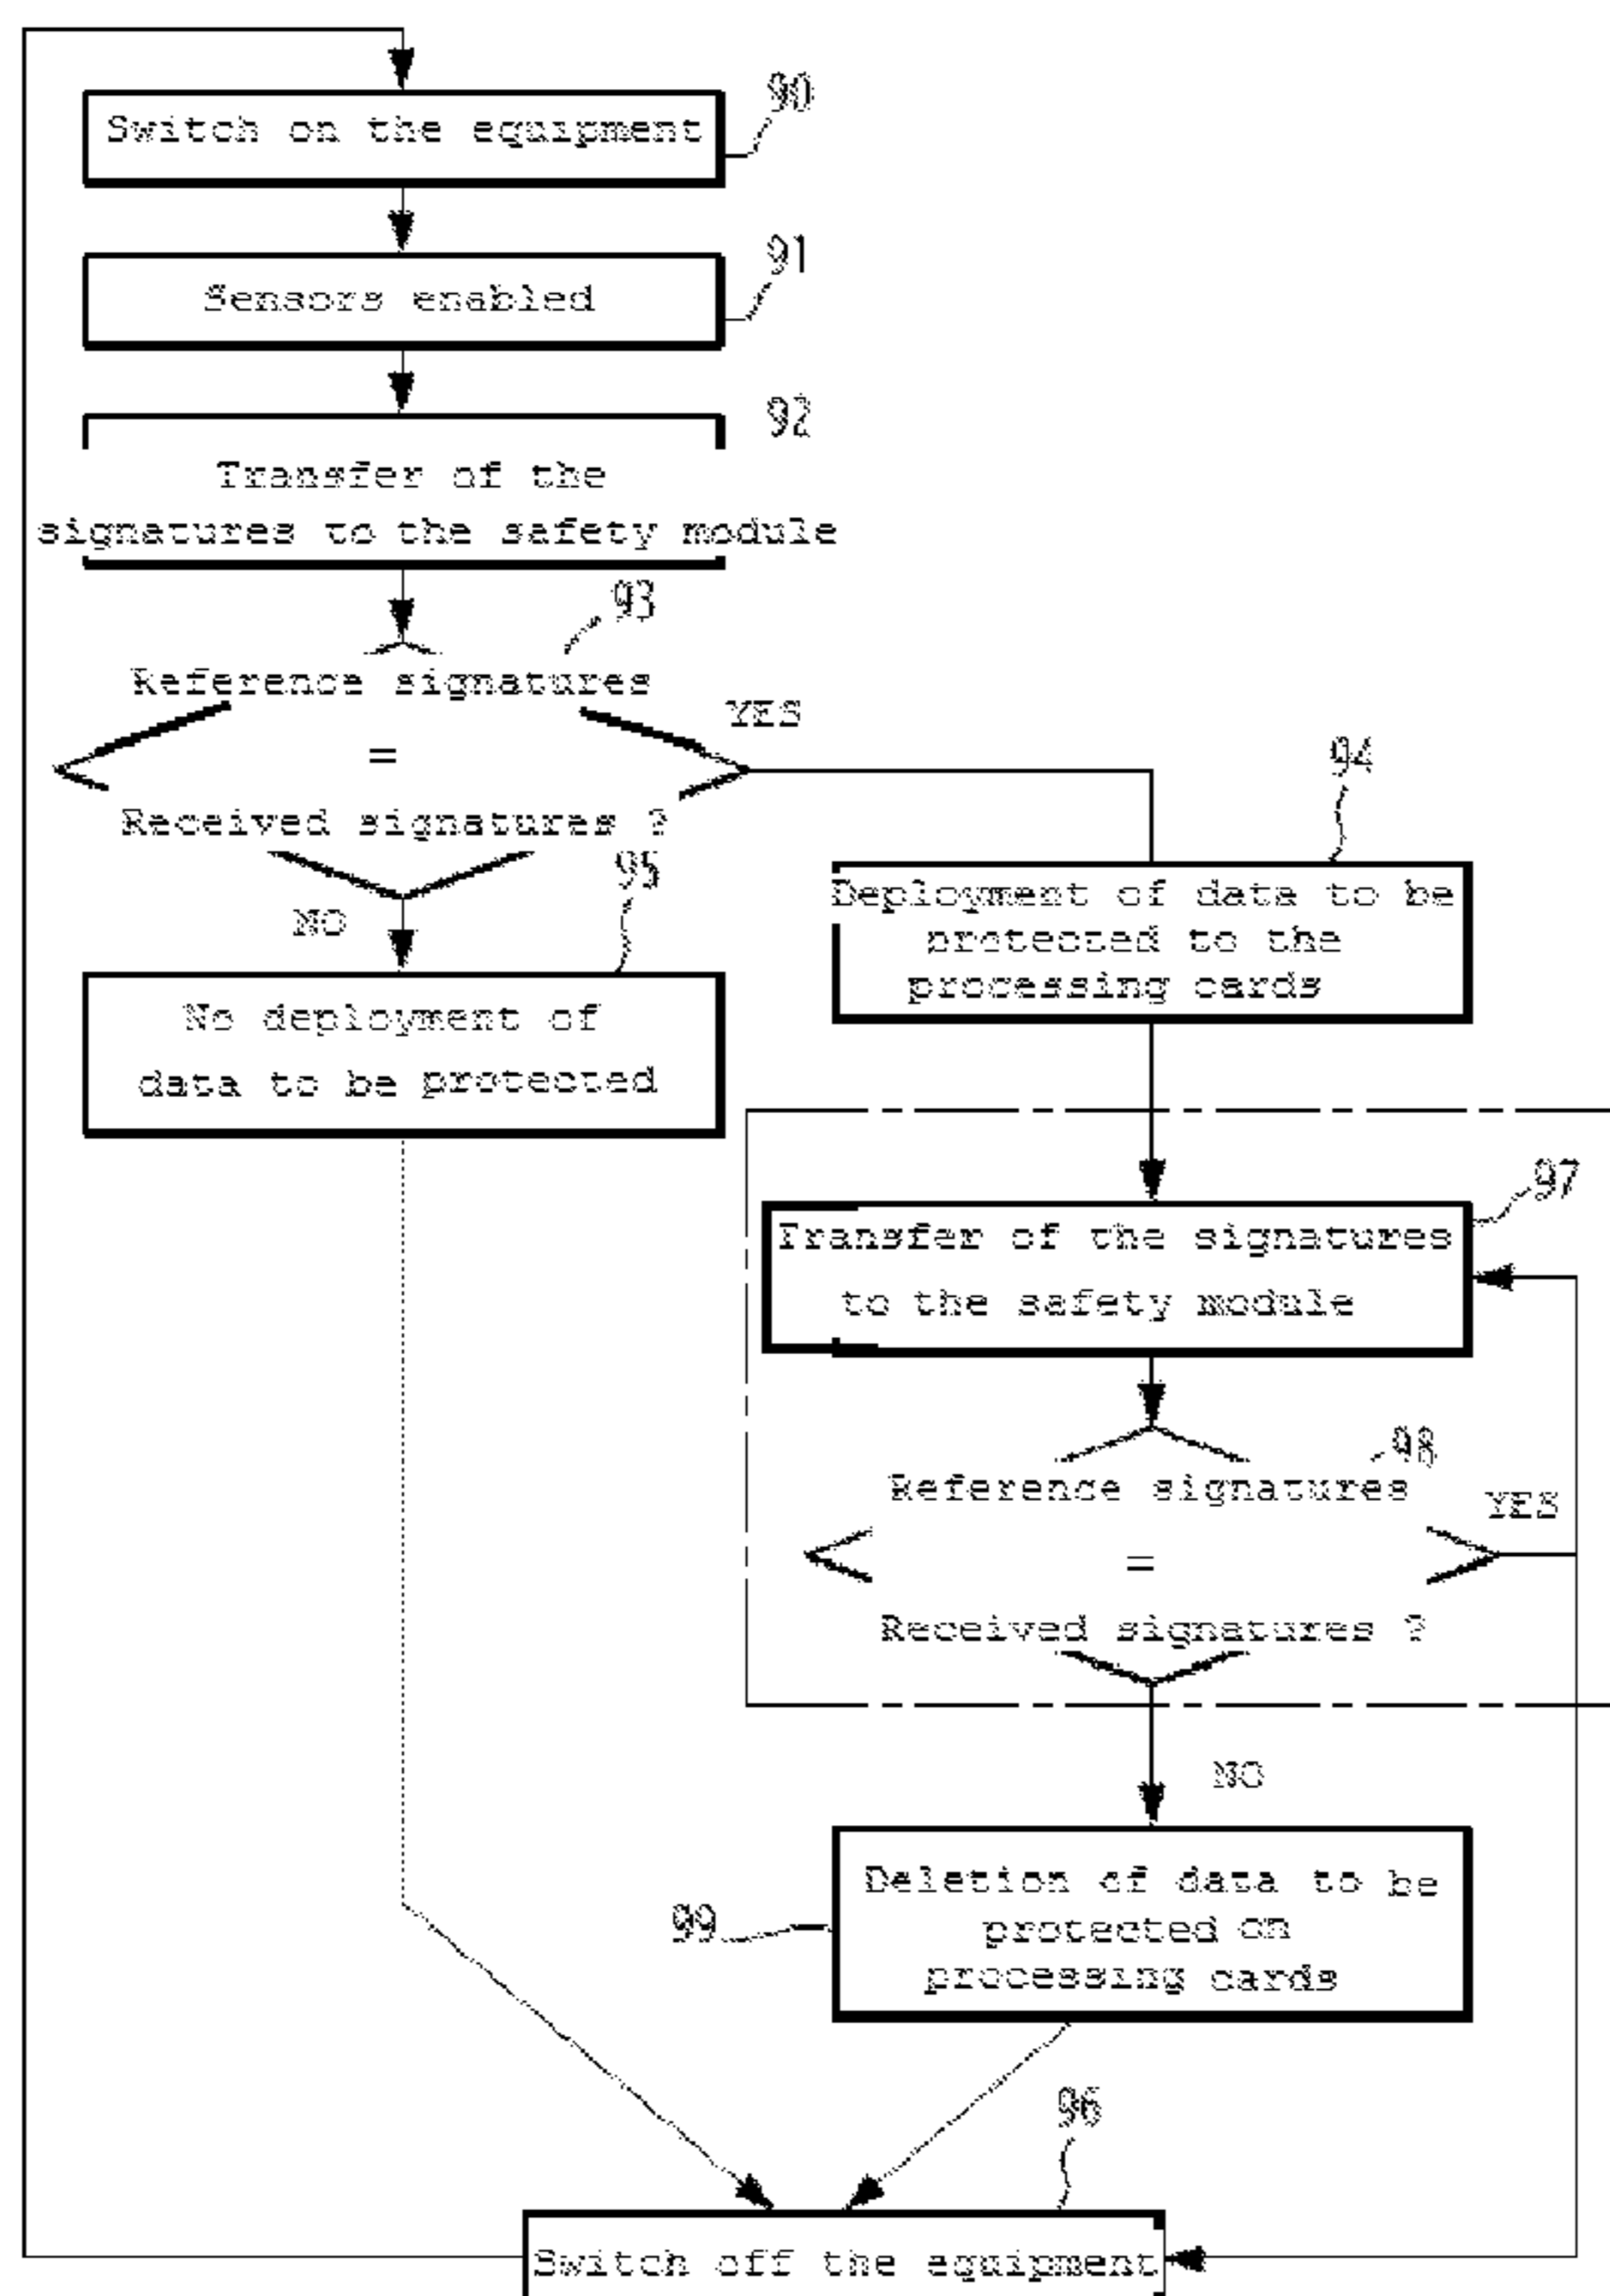 90
Switch on the equipment
91
Sensors enabled
92
Transfer of the
signatures to the safety module
93
Reference signatures
=
Received signatures ?
YES
NO
94
Deployment of data to be
protected to the
processing cards
95
No deployment of
data to be protected
97
Transfer of the signatures
to the safety module
98
Reference signatures
=
Received signatures ?
YES
NO
99
Deletion of data to be
protected on
processing cards
96
Switch off the equipment